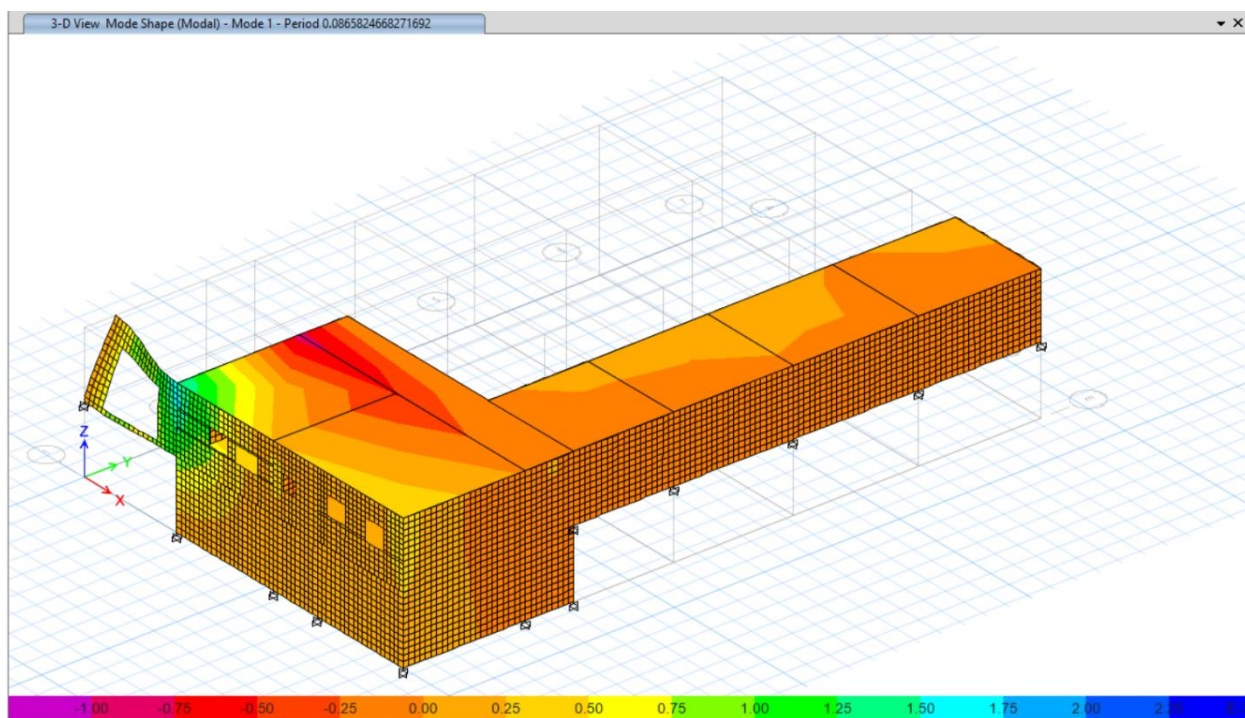 3-D View Mode Shape (Modal) - Mode 1 - Period 0.0865824668271692
Z
Y
X
-1.00 -0.75 -0.50 -0.25 0.00 0.25 0.50 0.75 1.00 1.25 1.50 1.75 2.00